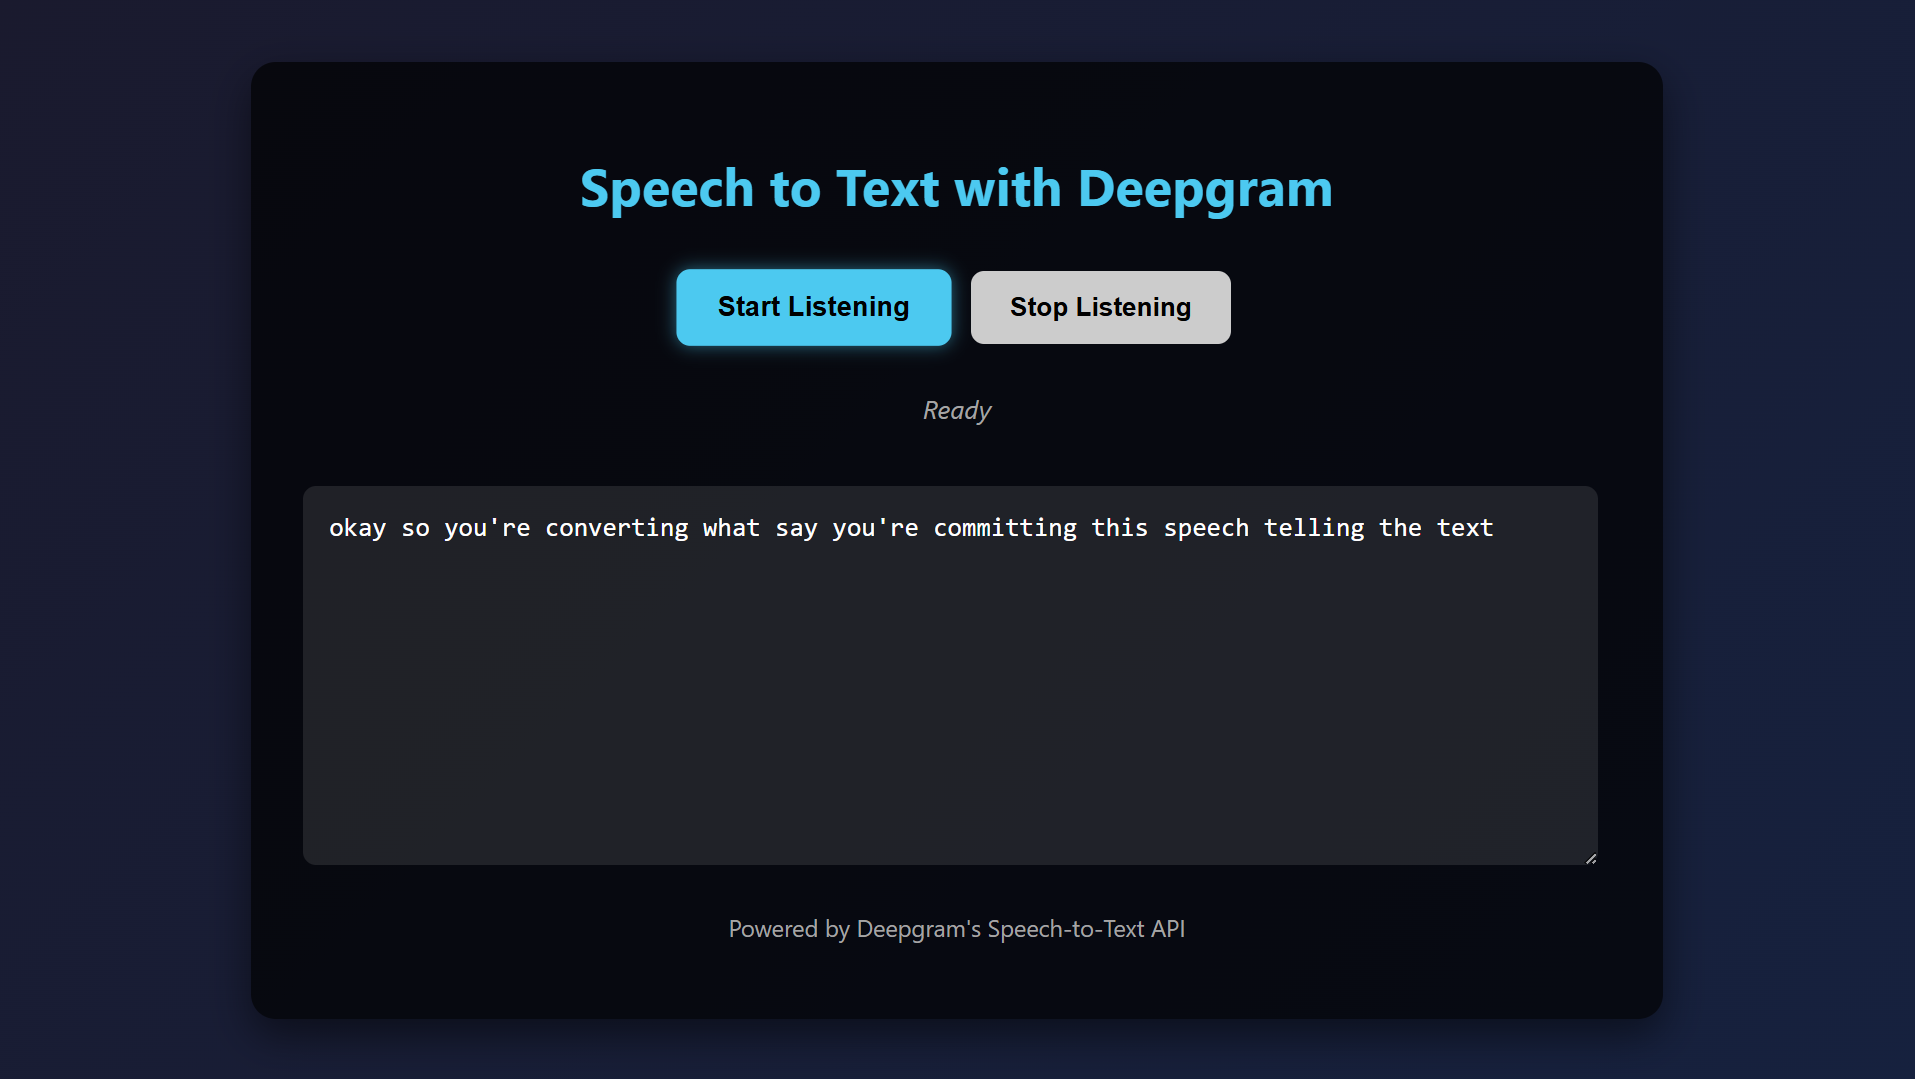 Speech to Text with Deepgram
Start Listening
Stop Listening
Ready
okay so you're converting what say you're committing this speech telling the text
Powered by Deepgram's Speech-to-Text API